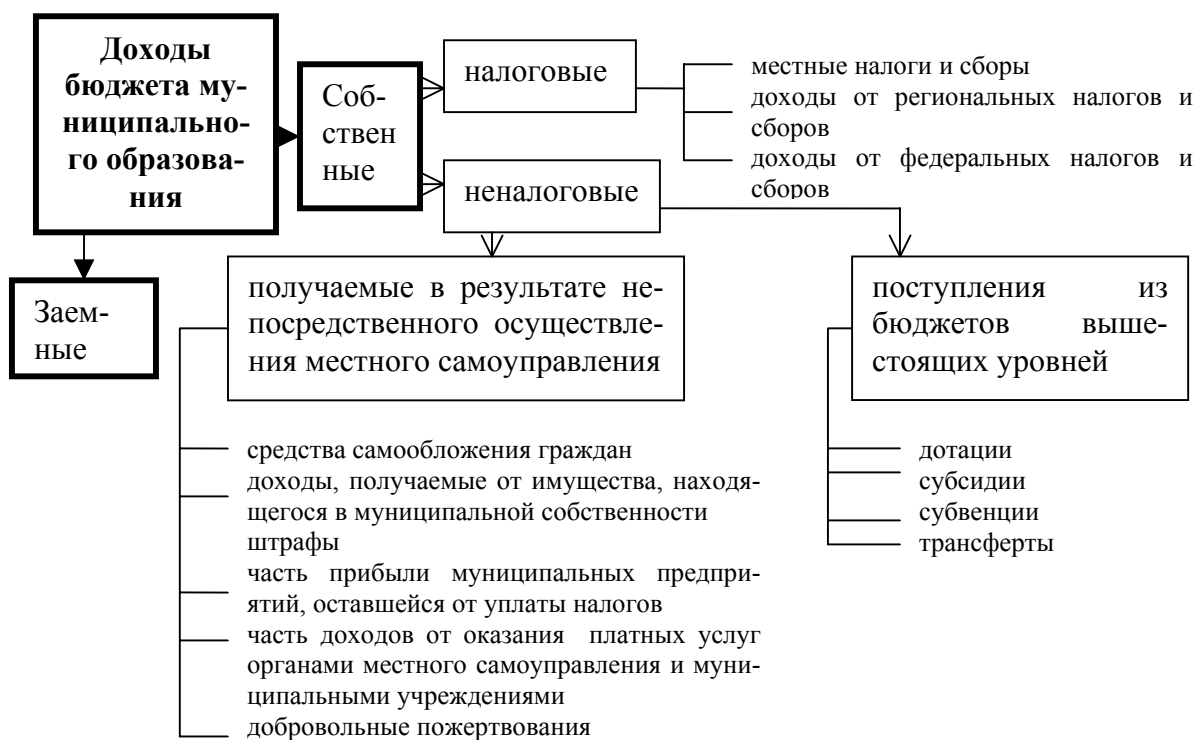 Доходы
бюджета му-
ниципально-
го образова-
ния
Соб-
ствен
ные
налоговые
местные налоги и сборы
доходы от региональных налогов и
сборов
доходы от федеральных налогов и
сборов
неналоговые
Заем-
ные
получаемые в результате не-
посредственного осуществле-
ния местного самоуправления
поступления из
бюджетов выше-
стоящих уровней
средства самообложения граждан
доходы, получаемые от имущества, находя-
щегося в муниципальной собственности
штрафы
часть прибыли муниципальных предпри-
ятий, оставшейся от уплаты налогов
часть доходов от оказания платных услуг
органами местного самоуправления и муни-
ципальными учреждениями
добровольные пожертвования
дотации
субсидии
субвенции
трансферты